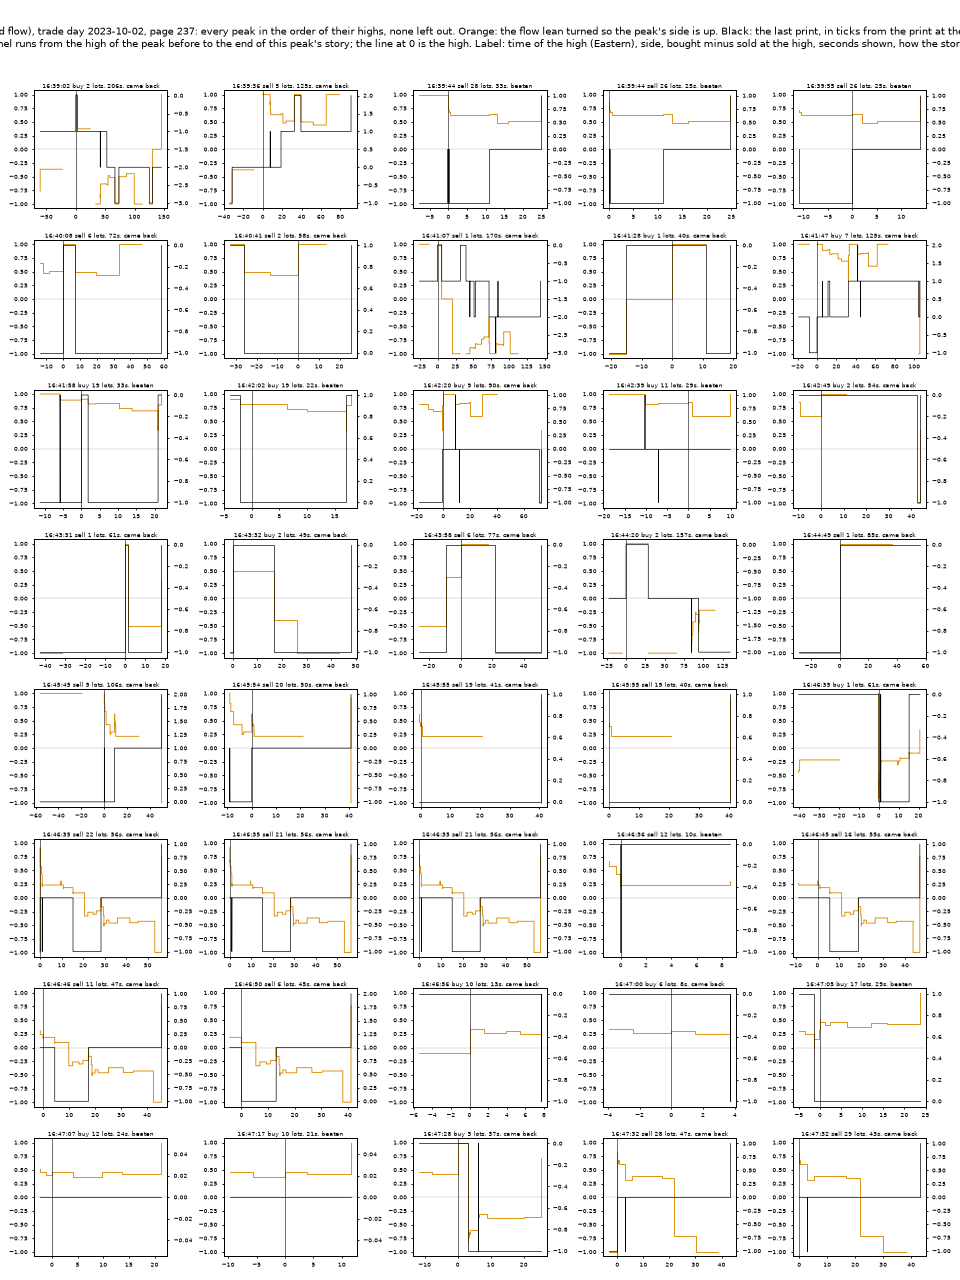 d flow), trade day 2023-10-02, page 237: every peak in the order of their highs, none left out. Orange: the flow lean turned so the peak's side is up. Black: the last print, in ticks from the print at the
nel runs from the high of the peak before to the end of this peak's story; the line at 0 is the high. Label: time of the high (Eastern), side, bought minus sold at the high, seconds shown, how the stor
16:39:02 buy 2 lots. 206s. came back
16:39:36 sell 5 lots. 125s. came back
16:39:44 sell 28 lots. 33s. beaten
16:39:44 sell 26 lots. 25s. beaten
16:39:55 sell 26 lots. 25s. beaten
16:40:08 sell 6 lots. 72s. came back
16:40:41 sell 2 lots. 58s. came back
16:41:07 sell 1 lots. 170s. came back
16:41:28 buy 1 lots. 40s. came back
16:41:47 buy 7 lots. 125s. came back
16:41:58 buy 19 lots. 33s. beaten
16:42:02 buy 19 lots. 22s. beaten
16:42:20 buy 9 lots. 90s. came back
16:42:39 buy 11 lots. 29s. beaten
16:42:49 buy 2 lots. 54s. came back
16:43:31 sell 1 lots. 61s. came back
16:43:32 buy 2 lots. 49s. came back
16:43:58 sell 6 lots. 77s. came back
16:44:20 buy 2 lots. 157s. came back
16:44:49 sell 1 lots. 85s. came back
16:45:45 sell 5 lots. 106s. came back
16:45:54 sell 20 lots. 50s. came back
16:45:55 sell 19 lots. 41s. came back
16:45:55 sell 19 lots. 40s. came back
16:46:35 buy 1 lots. 61s. came back
16:46:35 sell 22 lots. 56s. came back
16:46:35 sell 21 lots. 56s. came back
16:46:35 sell 21 lots. 56s. came back
16:46:36 sell 12 lots. 10s. beaten
16:46:45 sell 16 lots. 55s. came back
16:46:46 sell 11 lots. 47s. came back
16:46:50 sell 6 lots. 45s. came back
16:46:56 buy 10 lots. 13s. came back
16:47:00 buy 6 lots. 8s. came back
16:47:05 buy 17 lots. 29s. beaten
16:47:07 buy 12 lots. 24s. beaten
16:47:17 buy 10 lots. 21s. beaten
16:47:28 buy 3 lots. 37s. came back
16:47:32 sell 28 lots. 47s. came back
16:47:32 sell 29 lots. 43s. came back